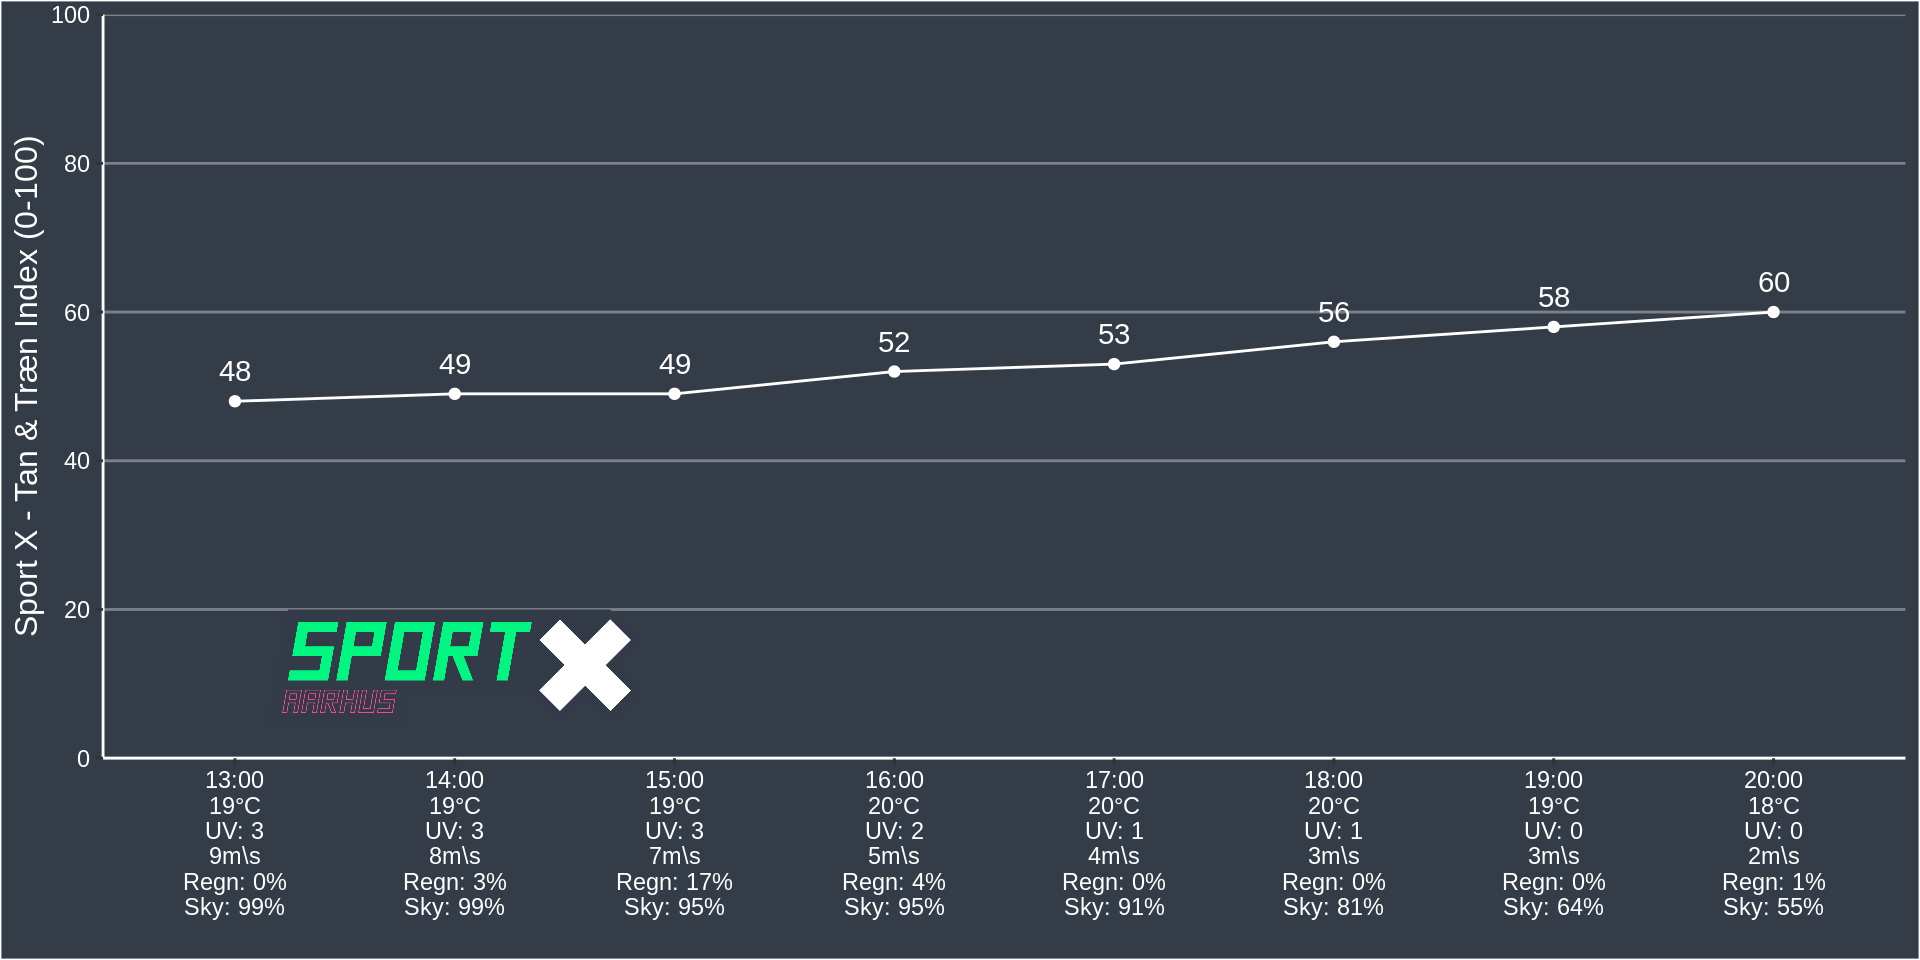 Sport X - Tan & Træn Index (0-100)
100
80
60
40
20
0
48
49
49
52
53
56
58
60
SPORT X
AARHUS
13:00
19°C
UV: 3
9m\s
Regn: 0%
Sky: 99%
14:00
19°C
UV: 3
8m\s
Regn: 3%
Sky: 99%
15:00
19°C
UV: 3
7m\s
Regn: 17%
Sky: 95%
16:00
20°C
UV: 2
5m\s
Regn: 4%
Sky: 95%
17:00
20°C
UV: 1
4m\s
Regn: 0%
Sky: 91%
18:00
20°C
UV: 1
3m\s
Regn: 0%
Sky: 81%
19:00
19°C
UV: 0
3m\s
Regn: 0%
Sky: 64%
20:00
18°C
UV: 0
2m\s
Regn: 1%
Sky: 55%